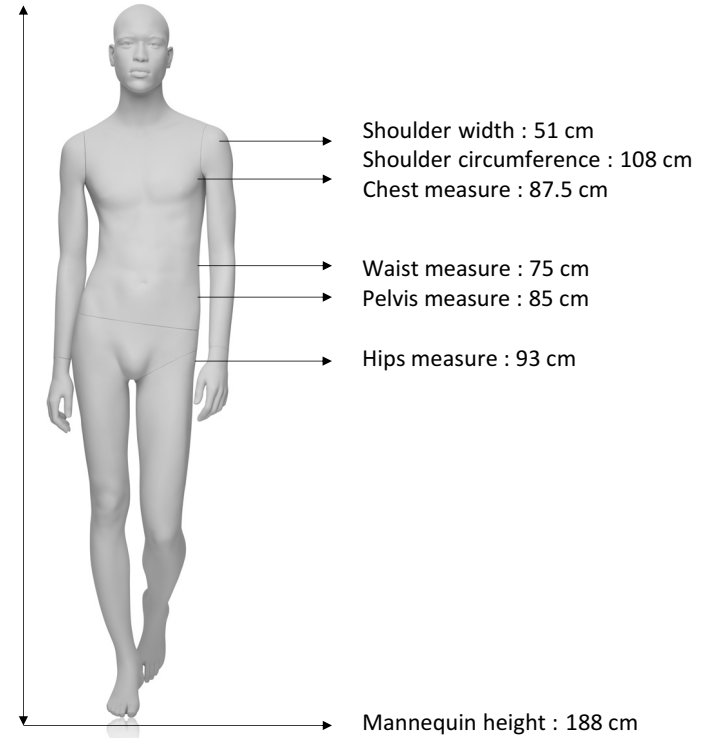 Shoulder width : 51 cm
Shoulder circumference : 108 cm
Chest measure : 87.5 cm
Waist measure : 75 cm
Pelvis measure : 85 cm
Hips measure : 93 cm
Mannequin height : 188 cm